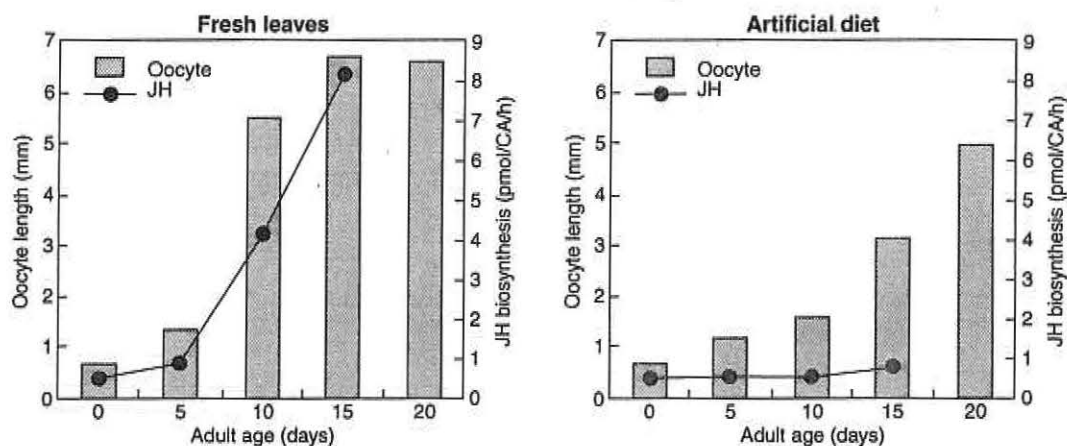 Fresh leaves
7
6
5
4
3
2
1
0
Oocyte length (mm)
Oocyte
JH
9
8
7
6
5
4
3
2
1
0
JH biosynthesis (pmol/CA/h)
0 5 10 15 20
Adult age (days)
Artificial diet
7
6
5
4
3
2
1
0
Oocyte length (mm)
Oocyte
JH
9
8
7
6
5
4
3
2
1
0
JH biosynthesis (pmol/CA/h)
0 5 10 15 20
Adult age (days)